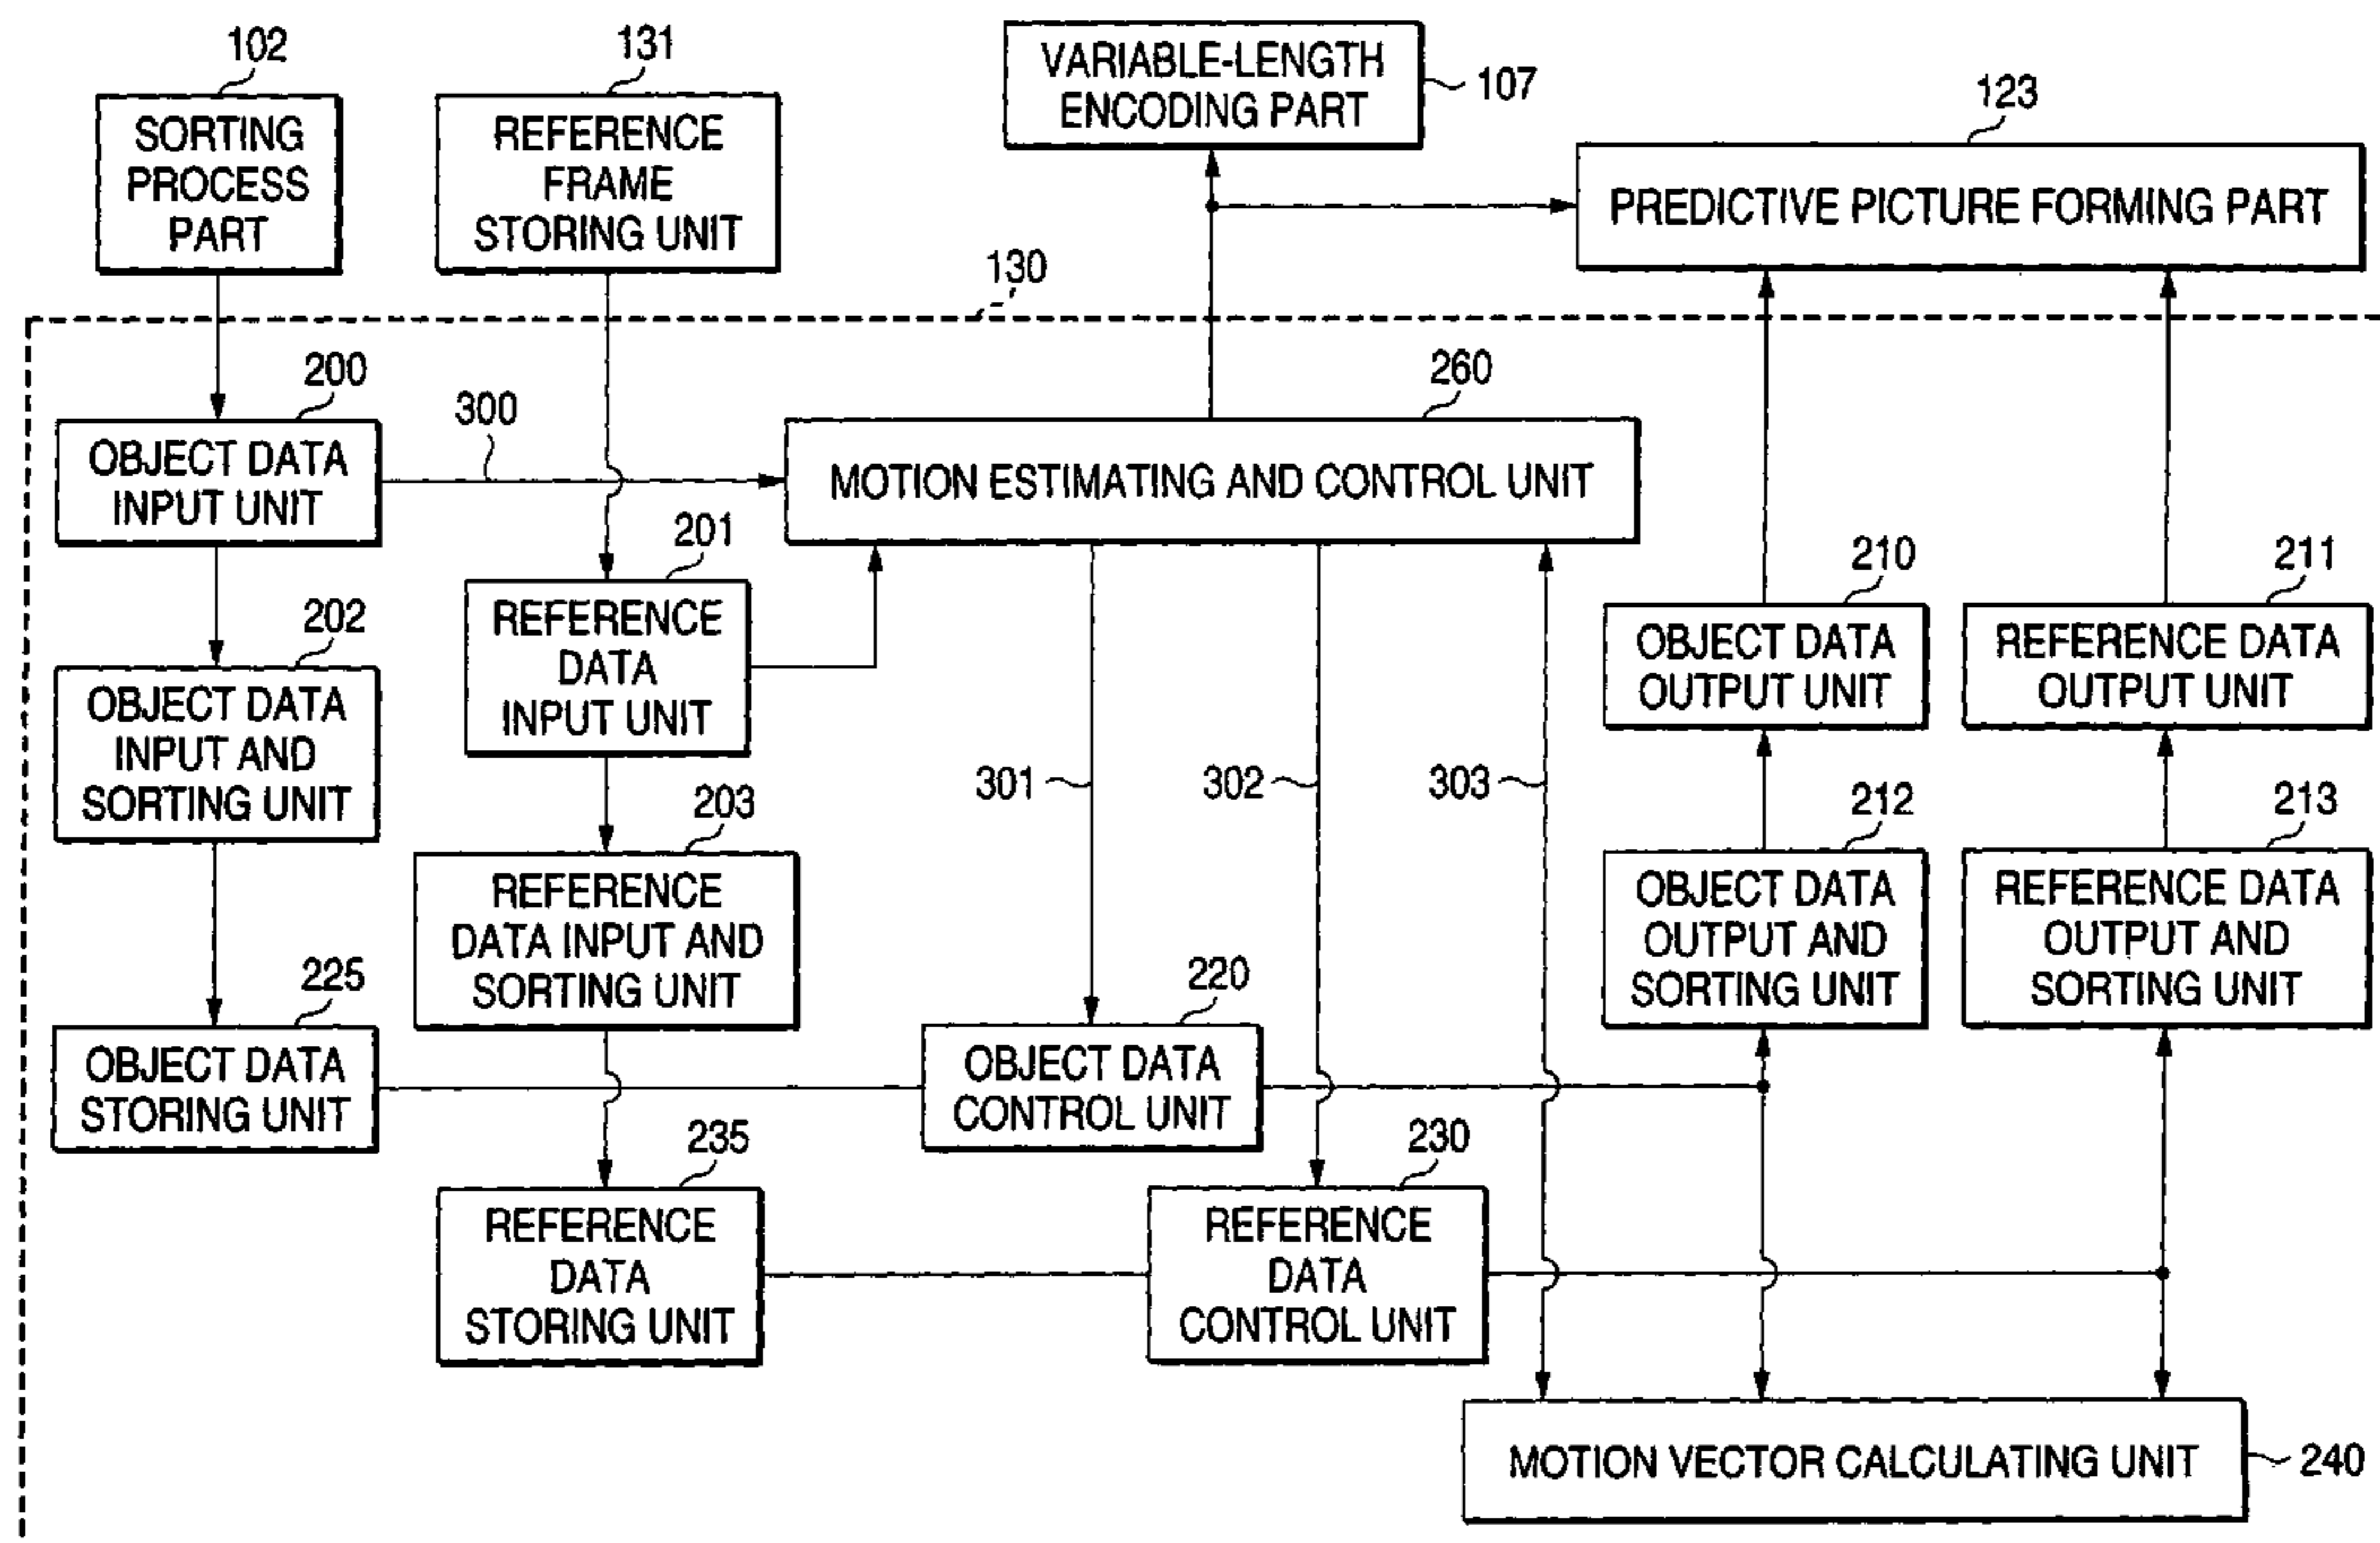 102
SORTING
PROCESS
PART
131
REFERENCE
FRAME
STORING UNIT
VARIABLE-LENGTH
ENCODING PART
107
123
PREDICTIVE PICTURE FORMING PART
130
200
OBJECT DATA
INPUT UNIT
300
260
MOTION ESTIMATING AND CONTROL UNIT
201
REFERENCE
DATA
INPUT UNIT
202
OBJECT DATA
INPUT AND
SORTING UNIT
210
OBJECT DATA
OUTPUT UNIT
211
REFERENCE DATA
OUTPUT UNIT
301
302
303
203
REFERENCE
DATA INPUT AND
SORTING UNIT
212
OBJECT DATA
OUTPUT AND
SORTING UNIT
213
REFERENCE DATA
OUTPUT AND
SORTING UNIT
225
OBJECT DATA
STORING UNIT
220
OBJECT DATA
CONTROL UNIT
235
REFERENCE
DATA
STORING UNIT
230
REFERENCE
DATA
CONTROL UNIT
MOTION VECTOR CALCULATING UNIT
240